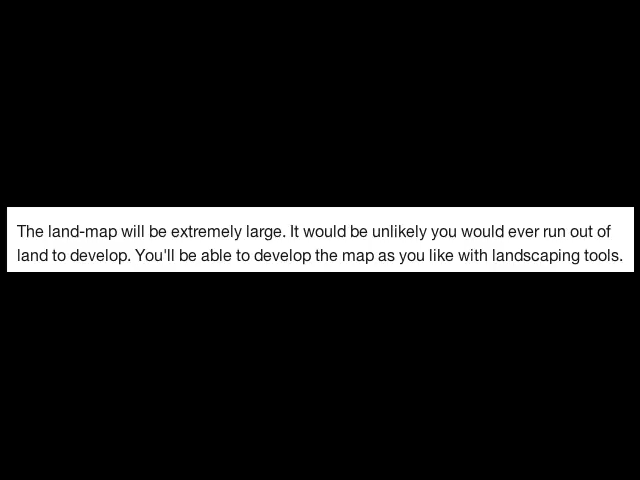 The land-map will be extremely large. It would be unlikely you would ever run out of
land to develop. You'll be able to develop the map as you like with landscaping tools.